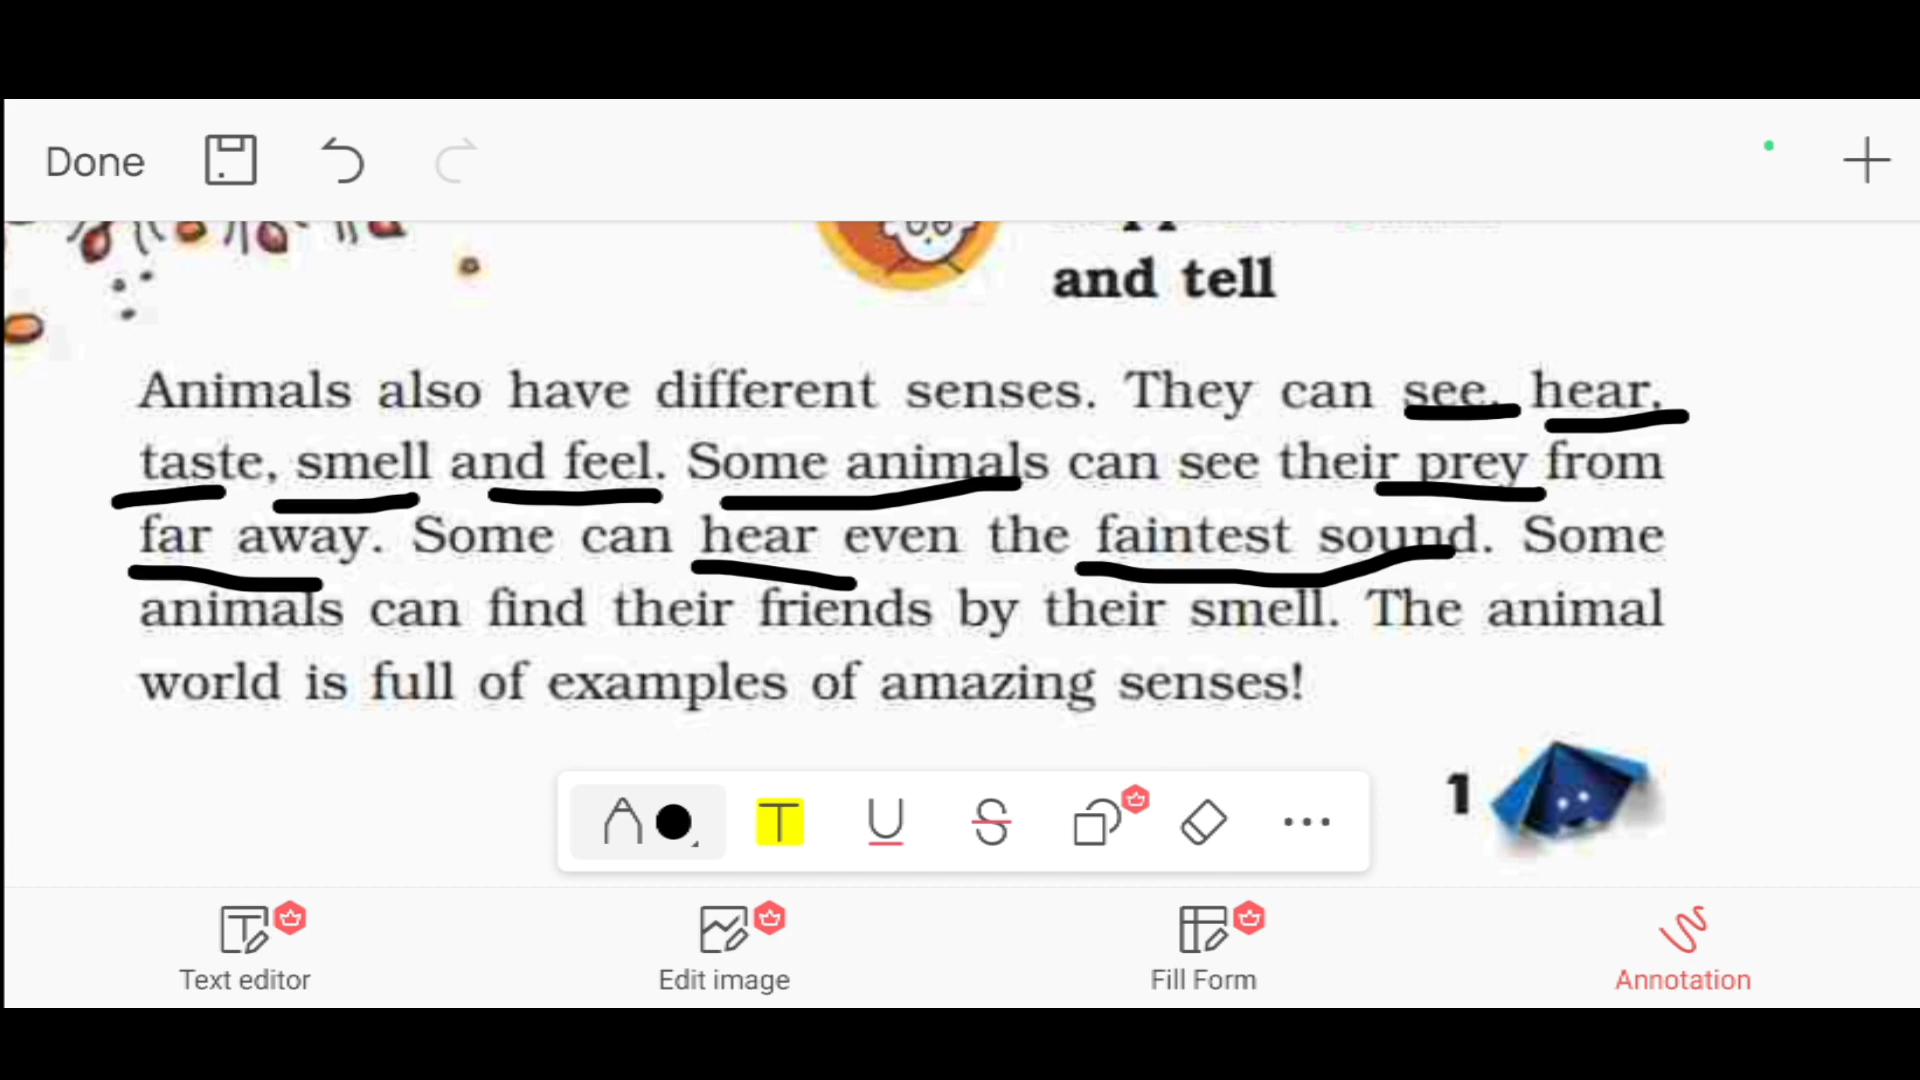 Done
and tell
Animals also have different senses. They can see, hear,
taste, smell and feel. Some animals can see their prey from
far away. Some can hear even the faintest sound. Some
animals can find their friends by their smell. The animal
world is full of examples of amazing senses!
1
T U S
Text editor Edit image Fill Form Annotation